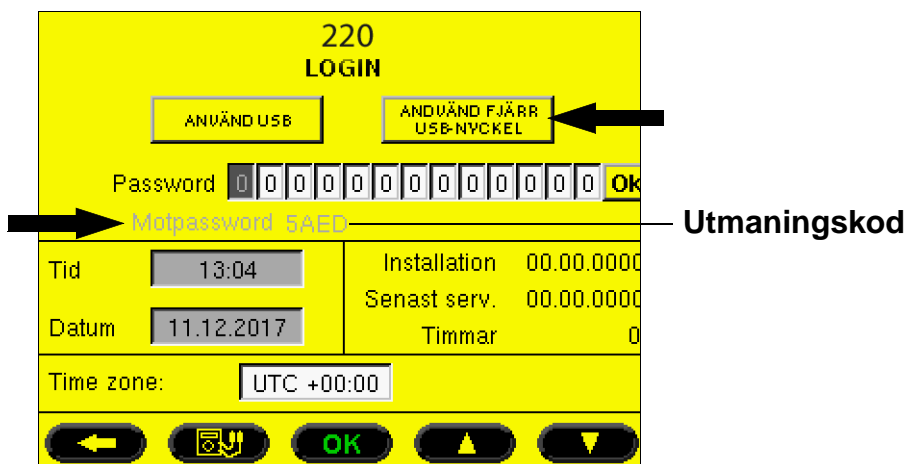 220
LOGIN
ANVÄND USB
ANDVÄND FJÄRR
USB-NYCKEL
Password 0 0 0 0 0 0 0 0 0 0 0 0 0 Ok
Motpassword 5AED
Utmaningskod
Tid 13:04
Installation 00.00.0000
Senast serv. 00.00.0000
Datum 11.12.2017
Timmar 0
Time zone: UTC +00:00
OK